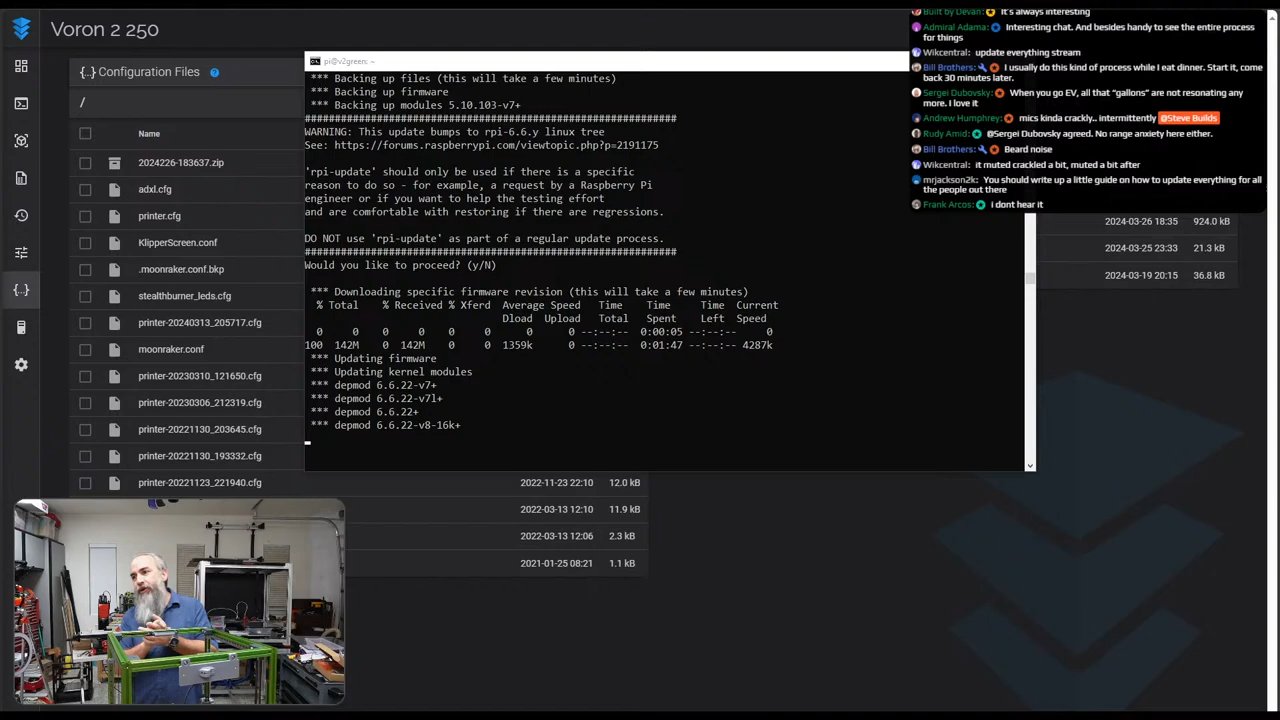 Voron 2 250
{..} Configuration Files
/
Name
2024226-183637.zip
adxl.cfg
printer.cfg
KlipperScreen.conf
.moonraker.conf.bkp
stealthburner_leds.cfg
printer-20240313_205717.cfg
moonraker.conf
printer-20230310_121650.cfg
printer-20230306_212319.cfg
printer-20221130_203645.cfg
printer-20221130_193332.cfg
printer-20221123_221940.cfg
pi@v2green: ~
*** Backing up files (this will take a few minutes)
*** Backing up firmware
*** Backing up modules 5.10.103-v7+
###############################################################
WARNING: This update bumps to rpi-6.6.y linux tree
See: https://forums.raspberrypi.com/viewtopic.php?p=2191175
'rpi-update' should only be used if there is a specific
reason to do so - for example, a request by a Raspberry Pi
engineer or if you want to help the testing effort
and are comfortable with restoring if there are regressions.
DO NOT use 'rpi-update' as part of a regular update process.
###############################################################
Would you like to proceed? (y/N)
*** Downloading specific firmware revision (this will take a few minutes)
% Total % Received % Xferd Average Speed Time Time Time Current
Dload Upload Total Spent Left Speed
0 0 0 0 0 0 0 0 --:--:-- 0:00:05 --:--:-- 0
100 142M 0 142M 0 0 1359k 0 --:--:-- 0:01:47 --:--:-- 4287k
*** Updating firmware
*** Updating kernel modules
*** depmod 6.6.22-v7+
*** depmod 6.6.22-v7l+
*** depmod 6.6.22+
*** depmod 6.6.22-v8-16k+
2022-11-23 22:10 12.0 kB
2022-03-13 12:10 11.9 kB
2022-03-13 12:06 2.3 kB
2021-01-25 08:21 1.1 kB
Built by Devan: It's always interesting
Admiral Adama: Interesting chat. And besides handy to see the entire process
for things
Wikcentral: update everything stream
Bill Brothers: I usually do this kind of process while I eat dinner. Start it, come
back 30 minutes later.
Sergei Dubovsky: When you go EV, all that "gallons" are not resonating any
more. I love it
Andrew Humphrey: mics kinda crackly.. intermittently @Steve Builds
Rudy Amid: @Sergei Dubovsky agreed. No range anxiety here either.
Bill Brothers: Beard noise
Wikcentral: it muted crackled a bit, muted a bit after
mrjackson2k: You should write up a little guide on how to update everything for all
the people out there
Frank Arcos: i dont hear it
2024-03-26 18:35 924.0 kB
2024-03-25 23:33 21.3 kB
2024-03-19 20:15 36.8 kB